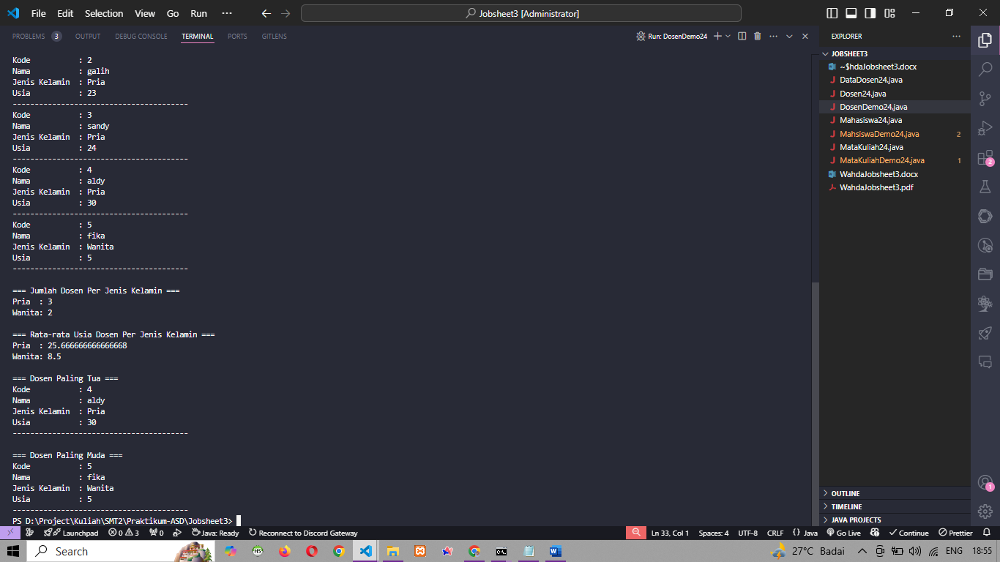 File Edit Selection View Go Run ··· Jobsheet3 [Administrator]
PROBLEMS 3 OUTPUT DEBUG CONSOLE TERMINAL PORTS GITLENS Run: DosenDemo24
Kode : 2
Nama : galih
Jenis Kelamin : Pria
Usia : 23
----------------------------------------
Kode : 3
Nama : sandy
Jenis Kelamin : Pria
Usia : 24
----------------------------------------
Kode : 4
Nama : aldy
Jenis Kelamin : Pria
Usia : 30
----------------------------------------
Kode : 5
Nama : fika
Jenis Kelamin : Wanita
Usia : 5
----------------------------------------
=== Jumlah Dosen Per Jenis Kelamin ===
Pria : 3
Wanita: 2
=== Rata-rata Usia Dosen Per Jenis Kelamin ===
Pria : 25.666666666666668
Wanita: 8.5
=== Dosen Paling Tua ===
Kode : 4
Nama : aldy
Jenis Kelamin : Pria
Usia : 30
----------------------------------------
=== Dosen Paling Muda ===
Kode : 5
Nama : fika
Jenis Kelamin : Wanita
Usia : 5
----------------------------------------
PS D:\Project\Kuliah\SMT2\Praktikum-ASD\Jobsheet3>
EXPLORER ···
JOBSHEET3
~$hdaJobsheet3.docx
DataDosen24.java
Dosen24.java
DosenDemo24.java
Mahasiswa24.java
MahsiswaDemo24.java 2
MataKuliah24.java
MataKuliahDemo24.java 1
WahdaJobsheet3.docx
WahdaJobsheet3.pdf
OUTLINE
TIMELINE
JAVA PROJECTS
2
1
Launchpad 0 3 0 Java: Ready Reconnect to Discord Gateway Ln 33, Col 1 Spaces: 4 UTF-8 CRLF {} Java Go Live Continue Prettier
Search 27°C Badai ENG 18:55